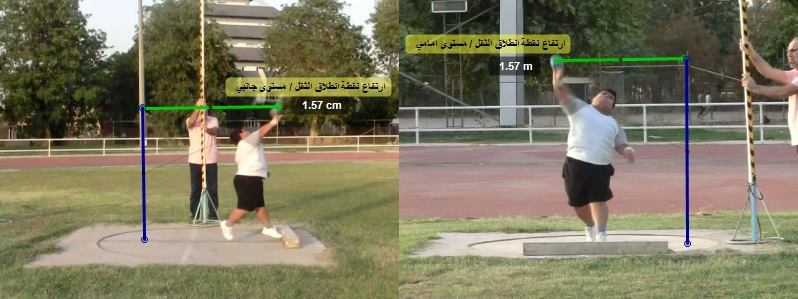 ارتفاع نقطة انطلاق الثقل / مستوى جانبي
1.57 cm
ارتفاع نقطة انطلاق الثقل / مستوى امامي
1.57 m